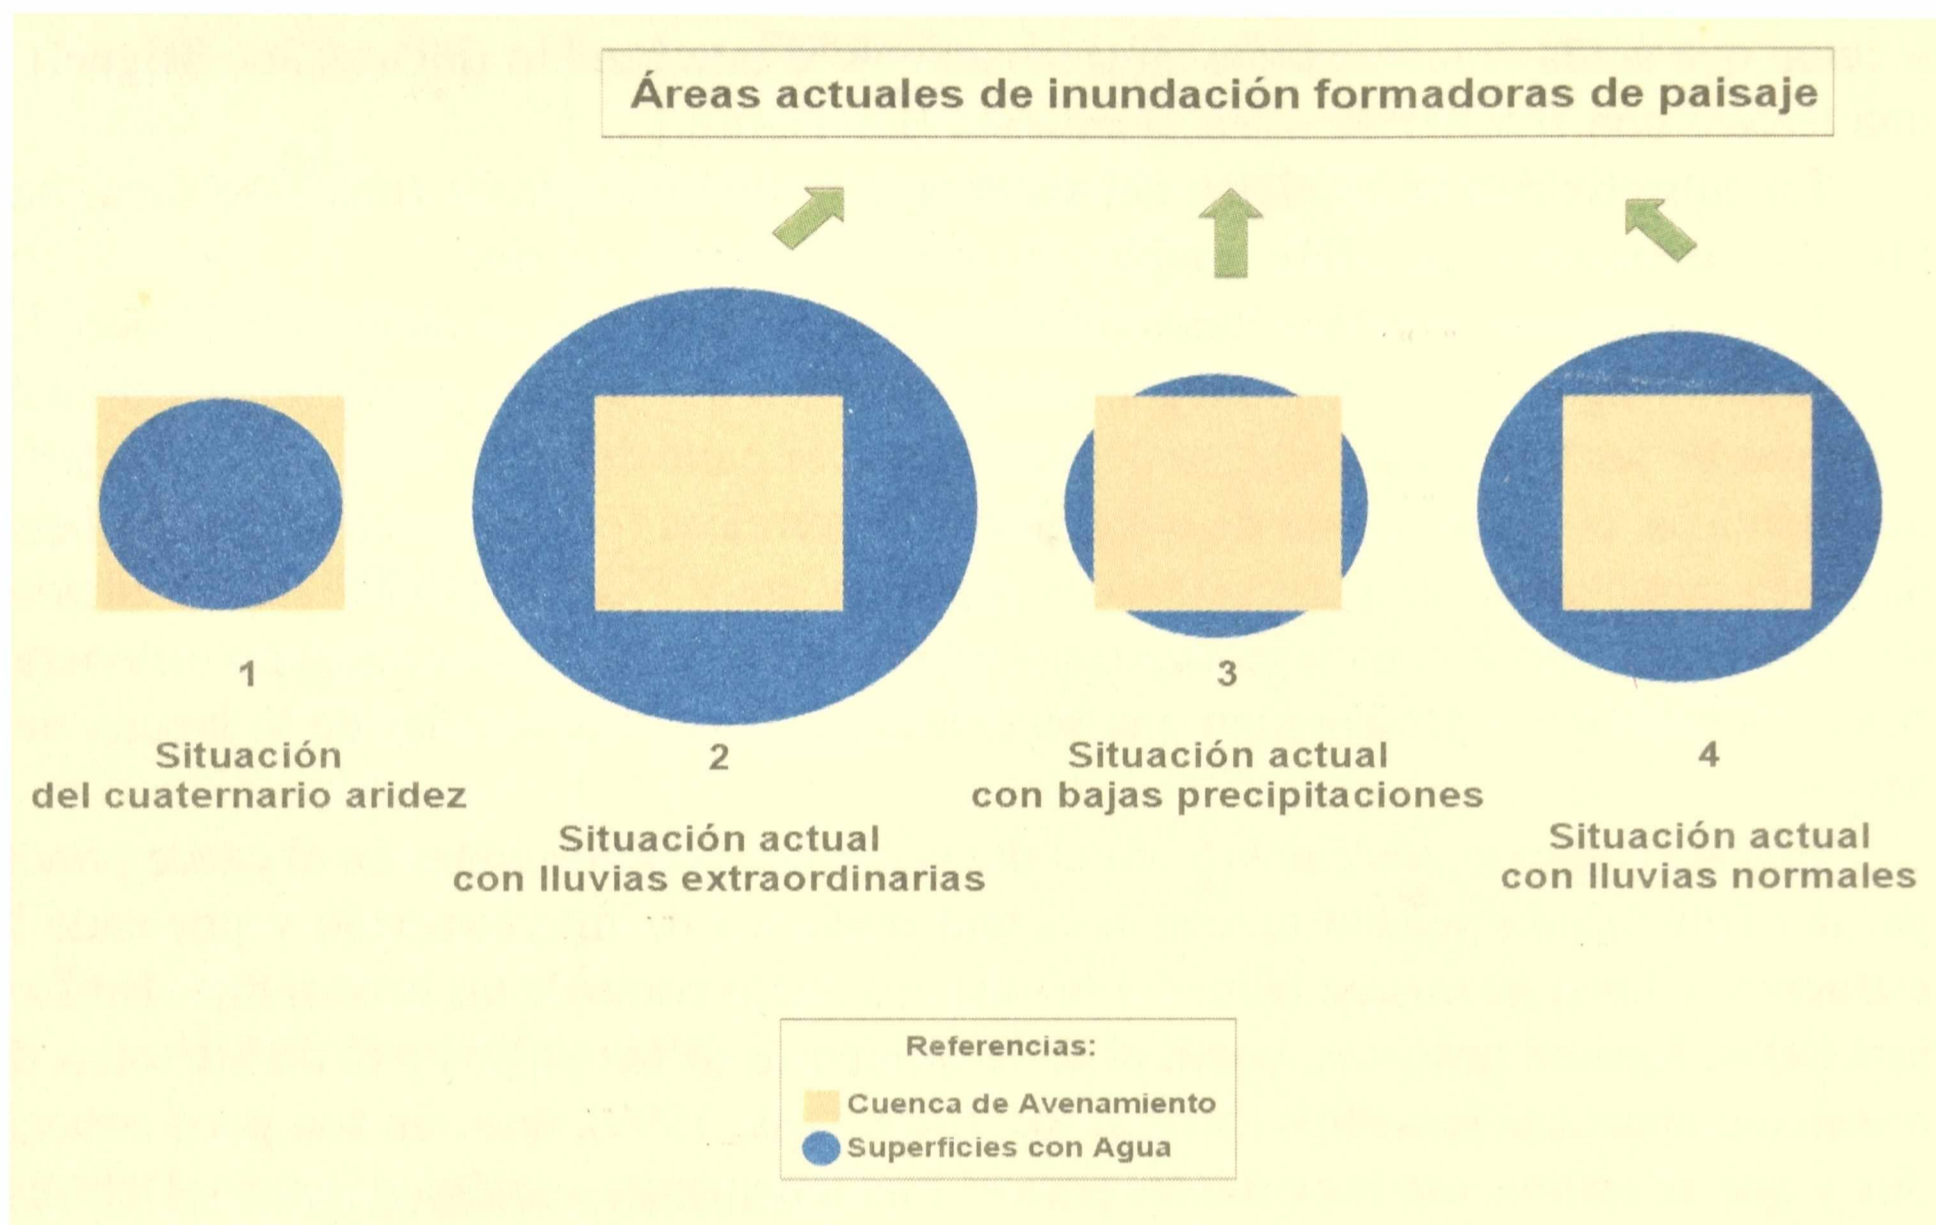 Áreas actuales de inundación formadoras de paisaje
1
Situación
del cuaternario aridez
2
Situación actual
con lluvias extraordinarias
3
Situación actual
con bajas precipitaciones
4
Situación actual
con lluvias normales
Referencias:
Cuenca de Avenamiento
Superficies con Agua